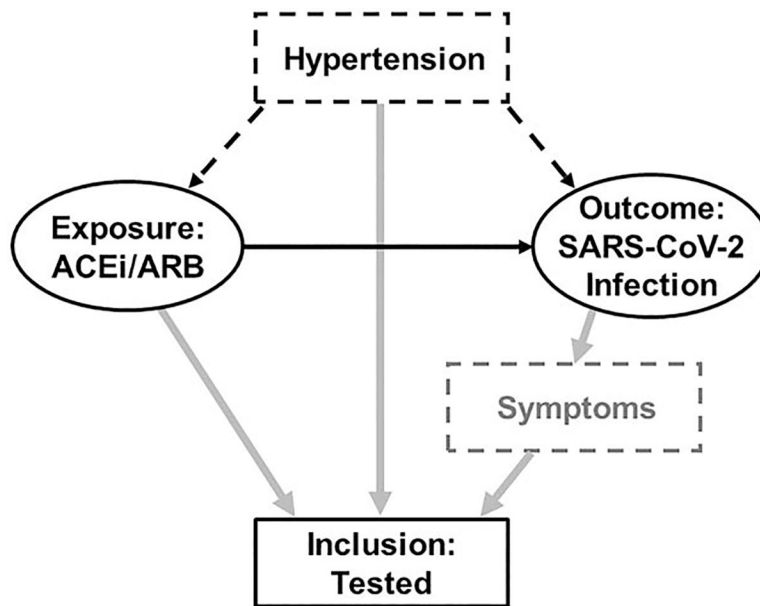 Hypertension
Exposure:
ACEi/ARB
Outcome:
SARS-CoV-2
Infection
Symptoms
Inclusion:
Tested